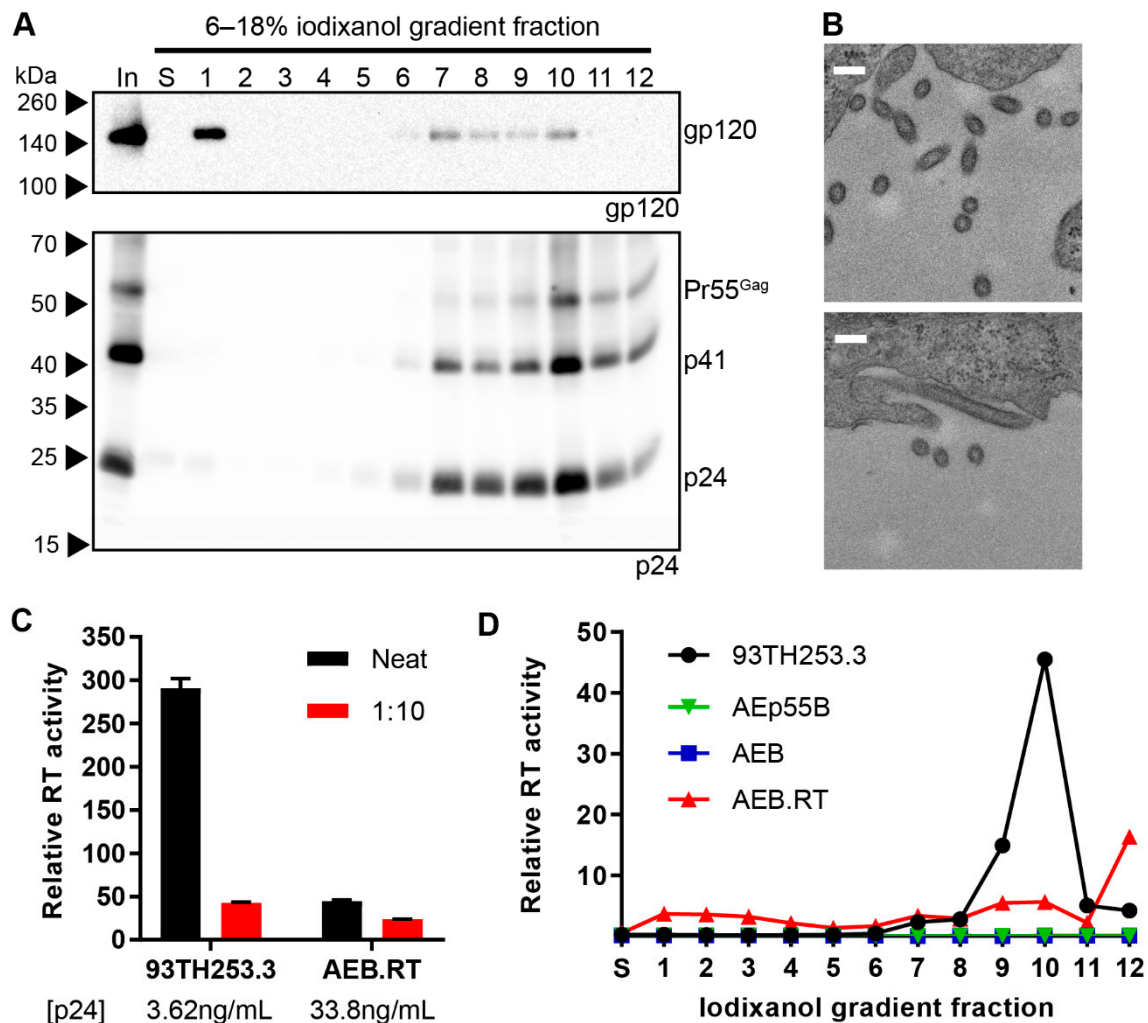 A
6–18% iodixanol gradient fraction
kDa In S 1 2 3 4 5 6 7 8 9 10 11 12
260
140
100
gp120
gp120
70
50
40
35
25
15
Pr55Gag
p41
p24
p24
B
C
Relative RT activity
350
300
250
200
150
100
50
0
Neat
1:10
93TH253.3 AEB.RT
[p24] 3.62ng/mL 33.8ng/mL
D
Relative RT activity
50
40
30
20
10
93TH253.3
AEp55B
AEB
AEB.RT
S 1 2 3 4 5 6 7 8 9 10 11 12
Iodixanol gradient fraction